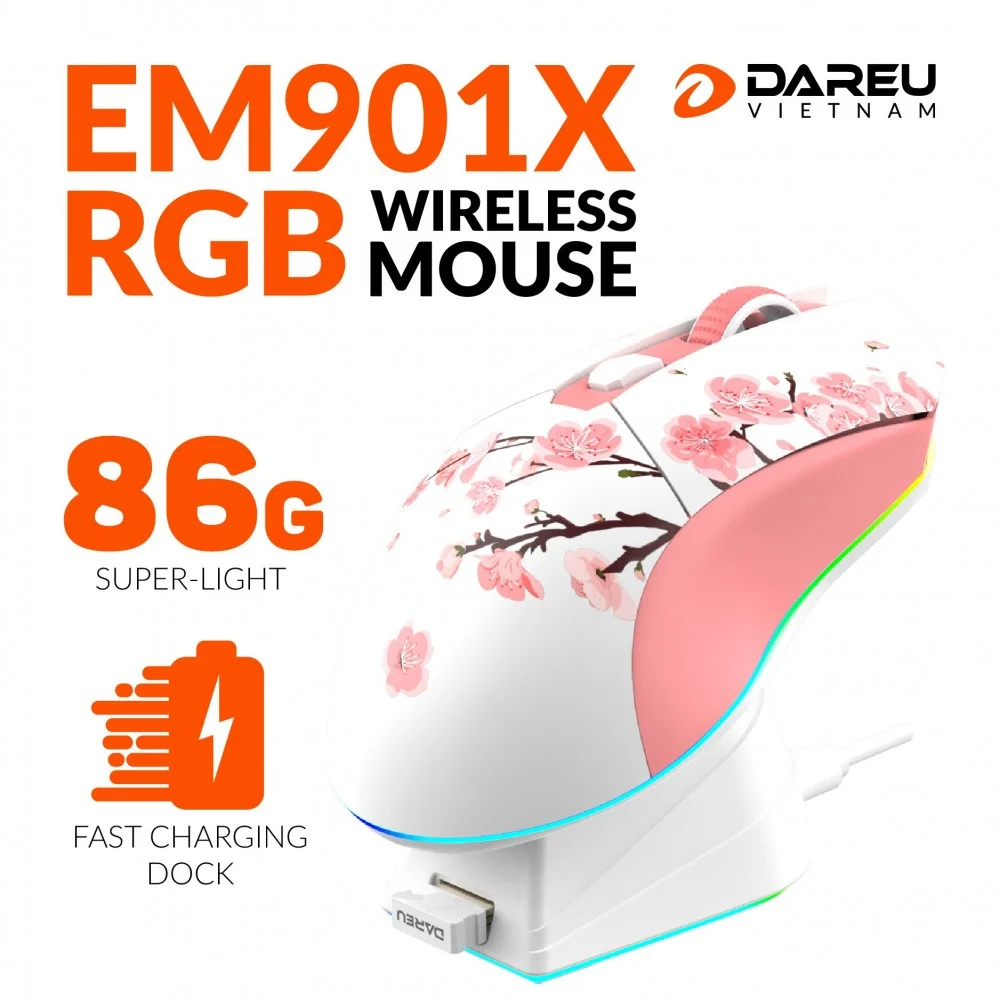 EM901X
RGB WIRELESS
MOUSE
DAREU
VIETNAM
86G
SUPER-LIGHT
FAST CHARGING
DOCK
DAREU